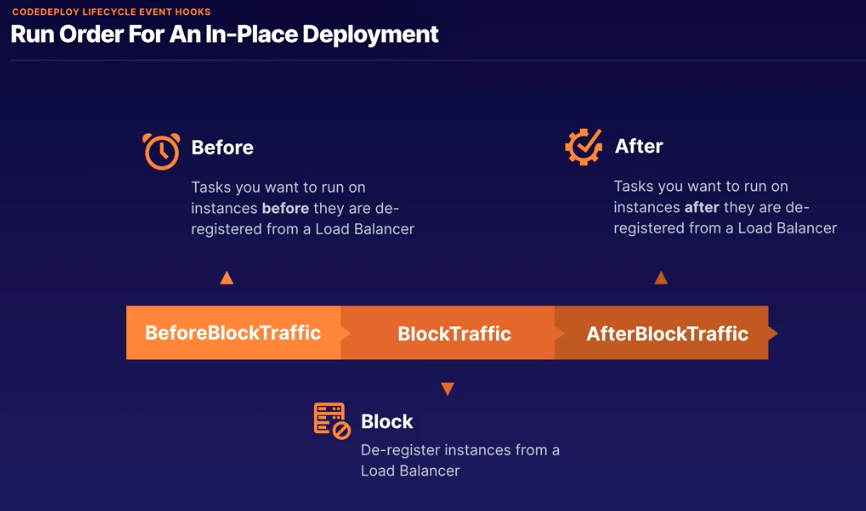 CODEDEPLOY LIFECYCLE EVENT HOOKS
Run Order For An In-Place Deployment
Before
Tasks you want to run on
instances before they are de-
registered from a Load Balancer
After
Tasks you want to run on
instances after they are de-
registered from a Load Balancer
BeforeBlockTraffic
BlockTraffic
AfterBlockTraffic
Block
De-register instances from a
Load Balancer